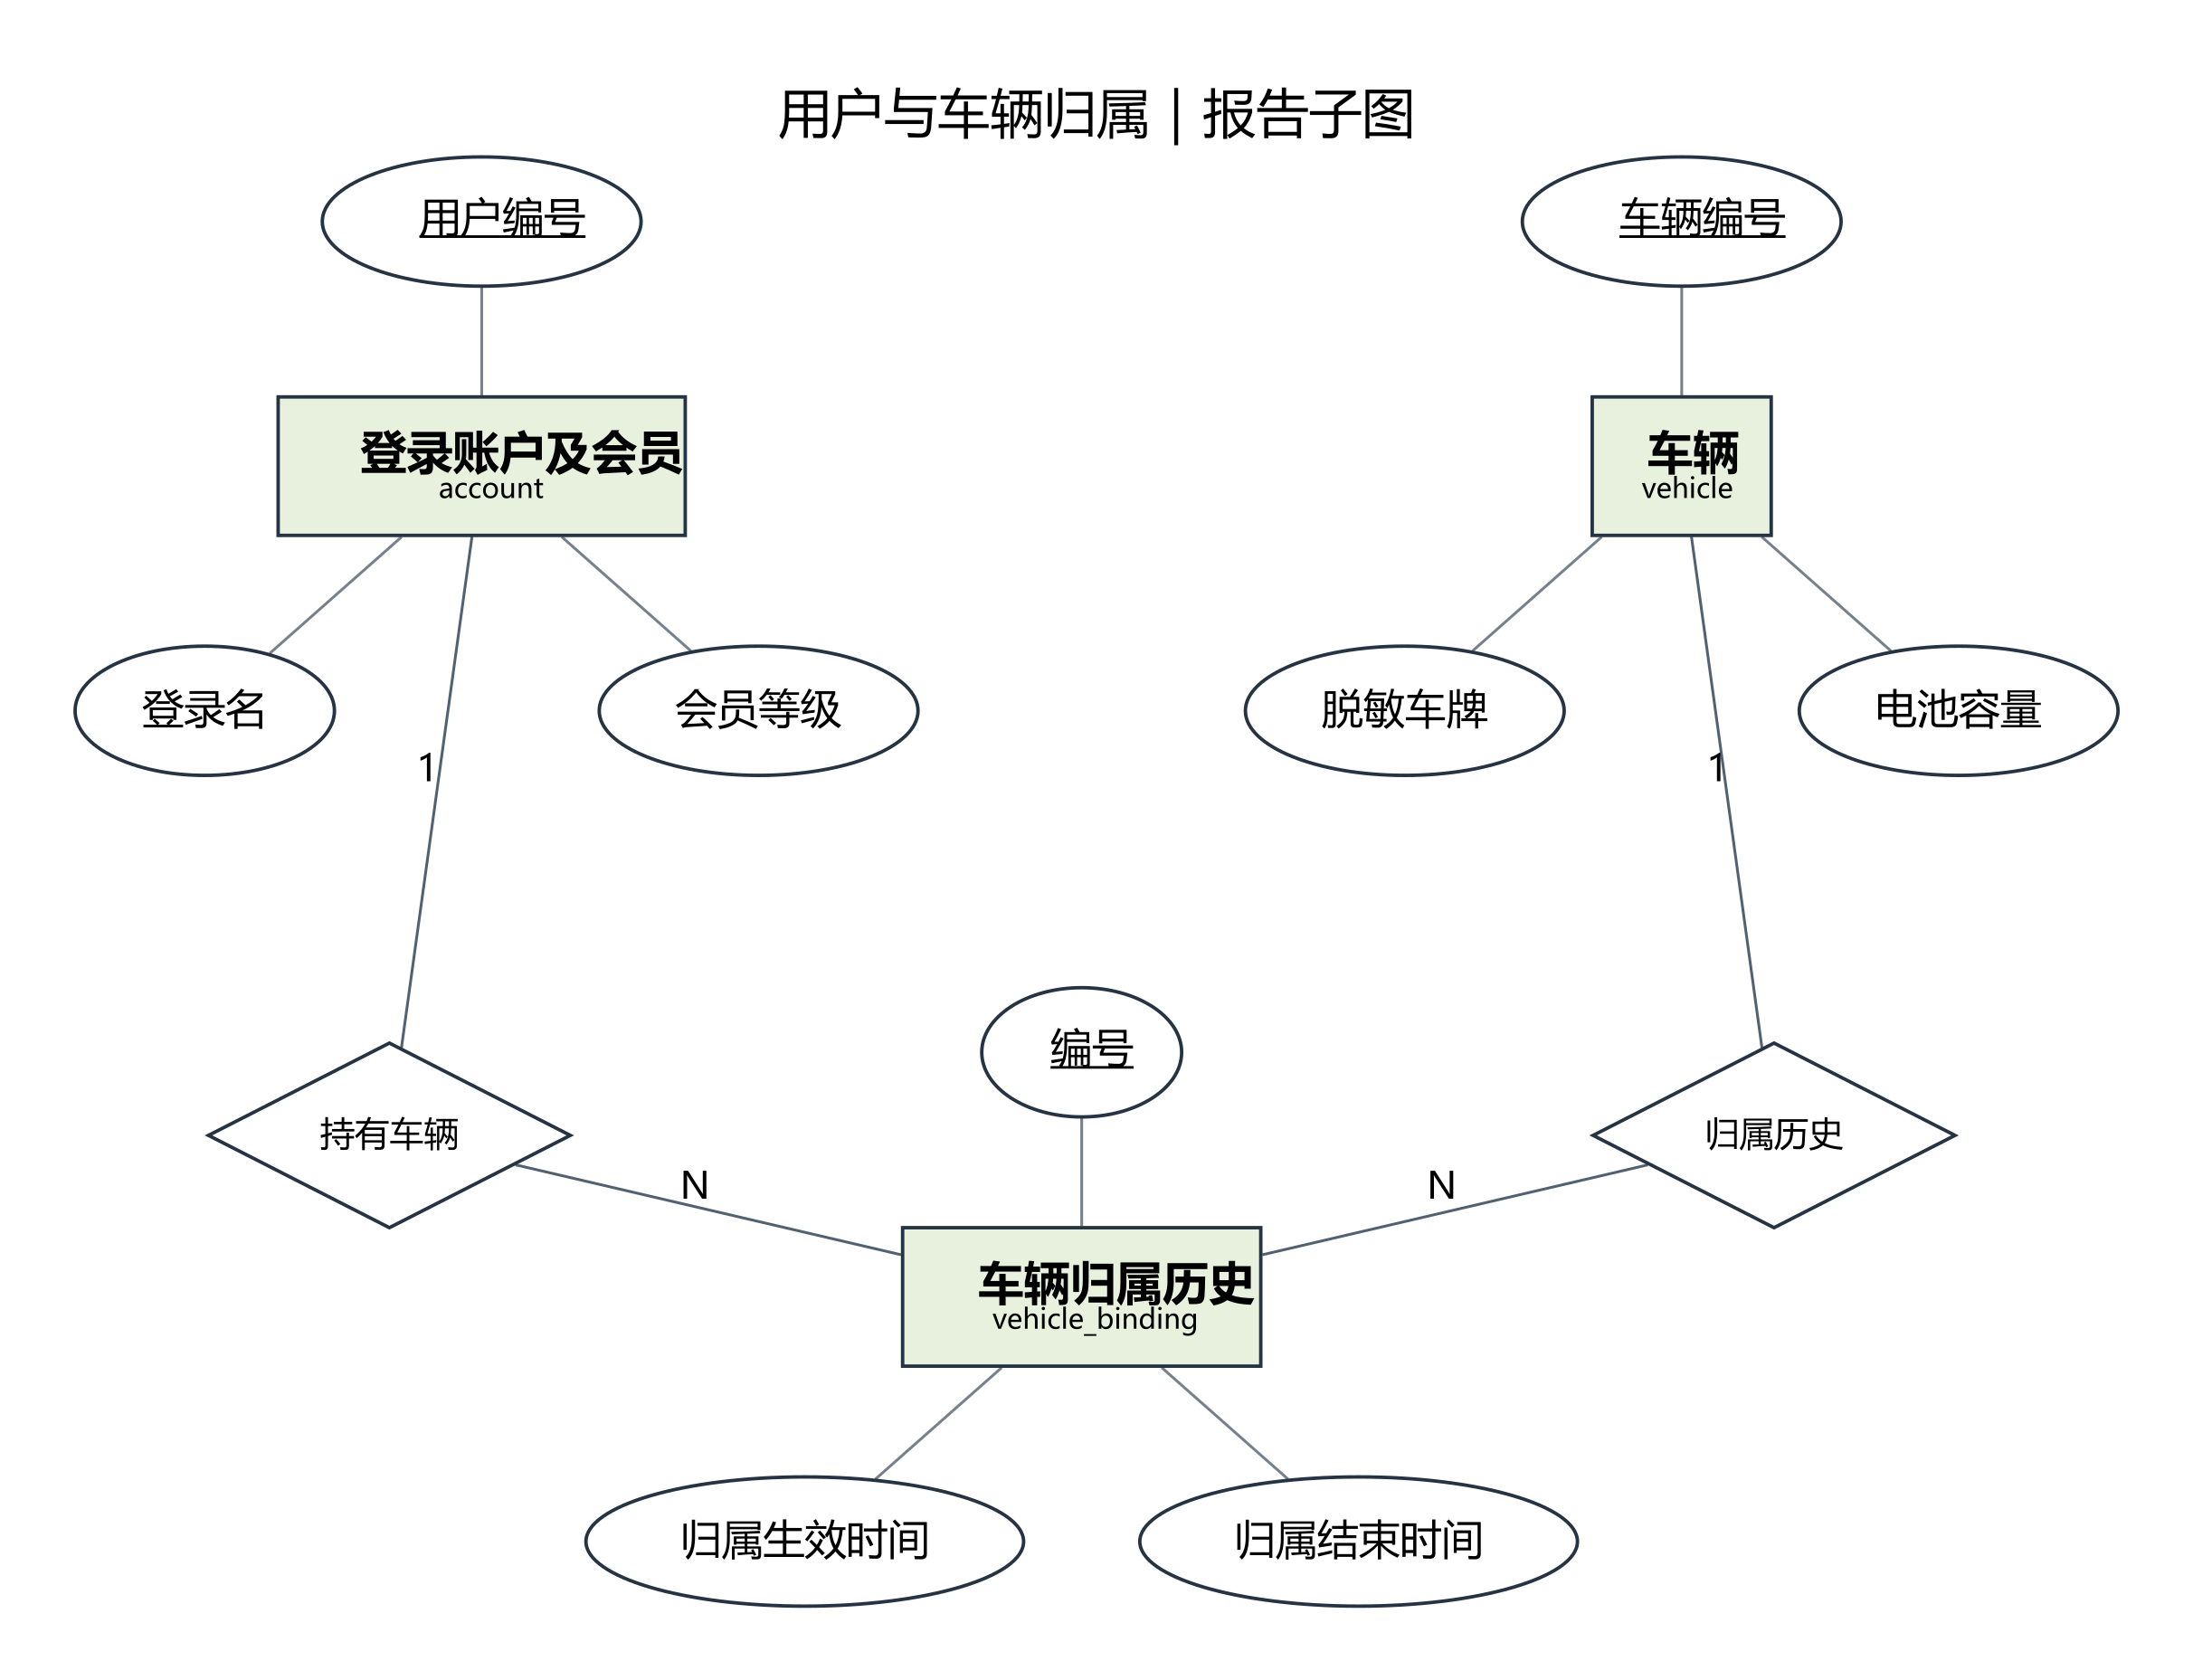 用户与车辆归属 | 报告子图
用户编号
车辆编号
登录账户及会员
account
车辆
vehicle
登录名
会员等级
脱敏车牌
电池容量
1
1
编号
持有车辆
归属历史
N
N
车辆归属历史
vehicle_binding
归属生效时间
归属结束时间